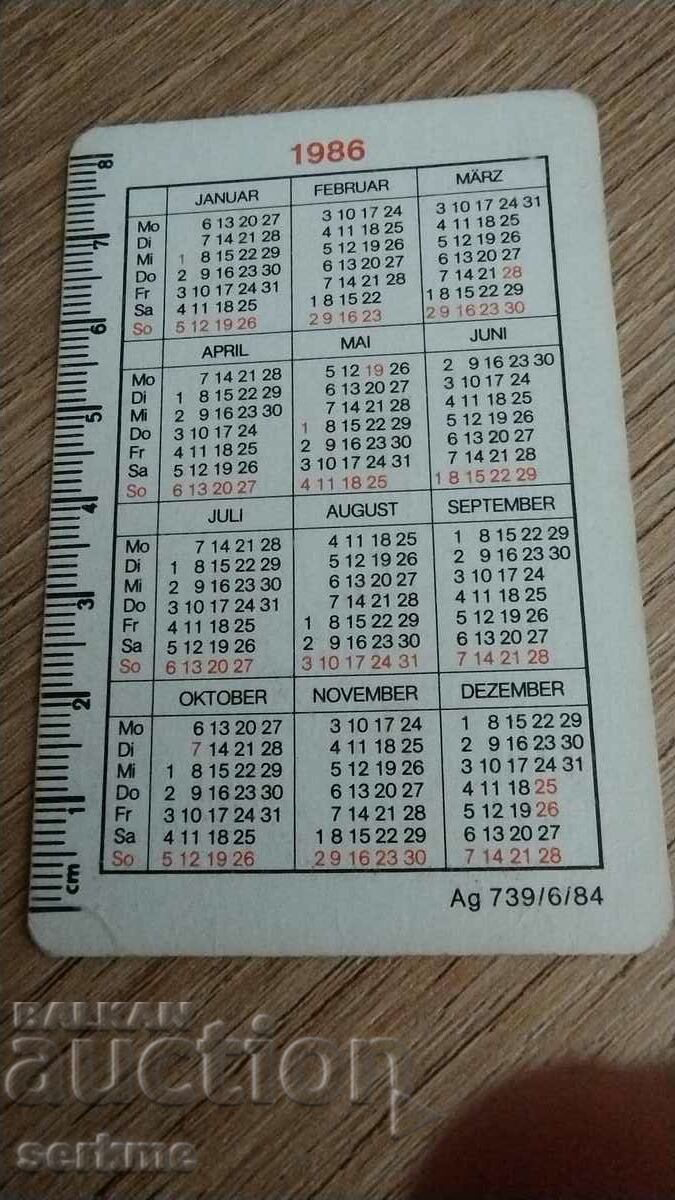 1986
JANUAR FEBRUAR MÄRZ
Mo 6 13 20 27 3 10 17 24 3 10 17 24 31
Di 7 14 21 28 4 11 18 25 4 11 18 25
Mi 1 8 15 22 29 5 12 19 26 5 12 19 26
Do 2 9 16 23 30 6 13 20 27 6 13 20 27
Fr 3 10 17 24 31 7 14 21 28 7 14 21 28
Sa 4 11 18 25 1 8 15 22 1 8 15 22 29
So 5 12 19 26 2 9 16 23 2 9 16 23 30
APRIL MAI JUNI
Mo 7 14 21 28 5 12 19 26 2 9 16 23 30
Di 1 8 15 22 29 6 13 20 27 3 10 17 24
Mi 2 9 16 23 30 7 14 21 28 4 11 18 25
Do 3 10 17 24 1 8 15 22 29 5 12 19 26
Fr 4 11 18 25 2 9 16 23 30 6 13 20 27
Sa 5 12 19 26 3 10 17 24 31 7 14 21 28
So 6 13 20 27 4 11 18 25 1 8 15 22 29
JULI AUGUST SEPTEMBER
Mo 7 14 21 28 4 11 18 25 1 8 15 22 29
Di 1 8 15 22 29 5 12 19 26 2 9 16 23 30
Mi 2 9 16 23 30 6 13 20 27 3 10 17 24
Do 3 10 17 24 31 7 14 21 28 4 11 18 25
Fr 4 11 18 25 1 8 15 22 29 5 12 19 26
Sa 5 12 19 26 2 9 16 23 30 6 13 20 27
So 6 13 20 27 3 10 17 24 31 7 14 21 28
OKTOBER NOVEMBER DEZEMBER
Mo 6 13 20 27 3 10 17 24 1 8 15 22 29
Di 7 14 21 28 4 11 18 25 2 9 16 23 30
Mi 1 8 15 22 29 5 12 19 26 3 10 17 24 31
Do 2 9 16 23 30 6 13 20 27 4 11 18 25
Fr 3 10 17 24 31 7 14 21 28 5 12 19 26
Sa 4 11 18 25 1 8 15 22 29 6 13 20 27
So 5 12 19 26 2 9 16 23 30 7 14 21 28
Ag 739/6/84
cm 1 2 3 4 5 6 7 8
BALKAN
auction
serkme